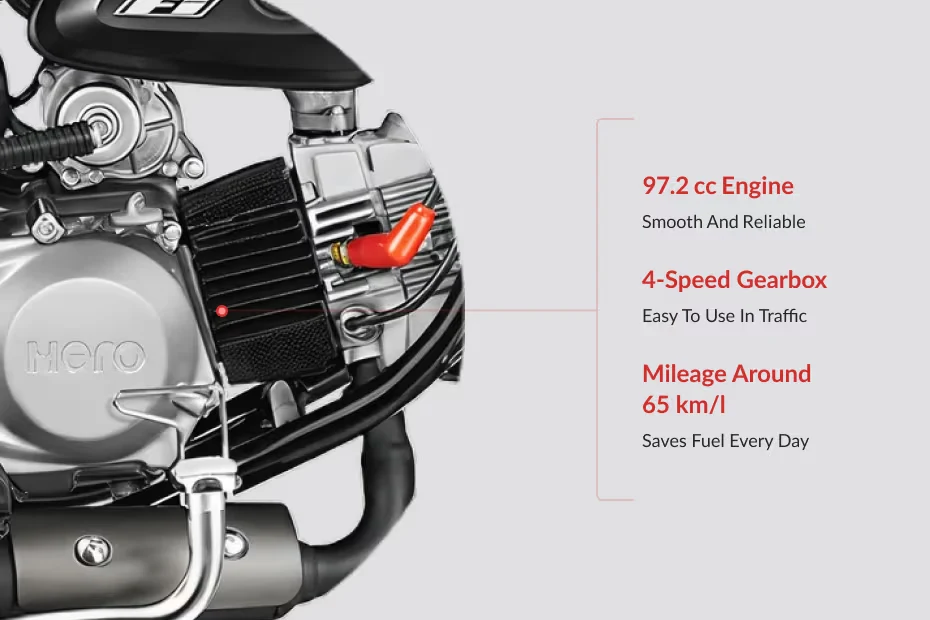 Hero
97.2 cc Engine
Smooth And Reliable
4-Speed Gearbox
Easy To Use In Traffic
Mileage Around
65 km/l
Saves Fuel Every Day